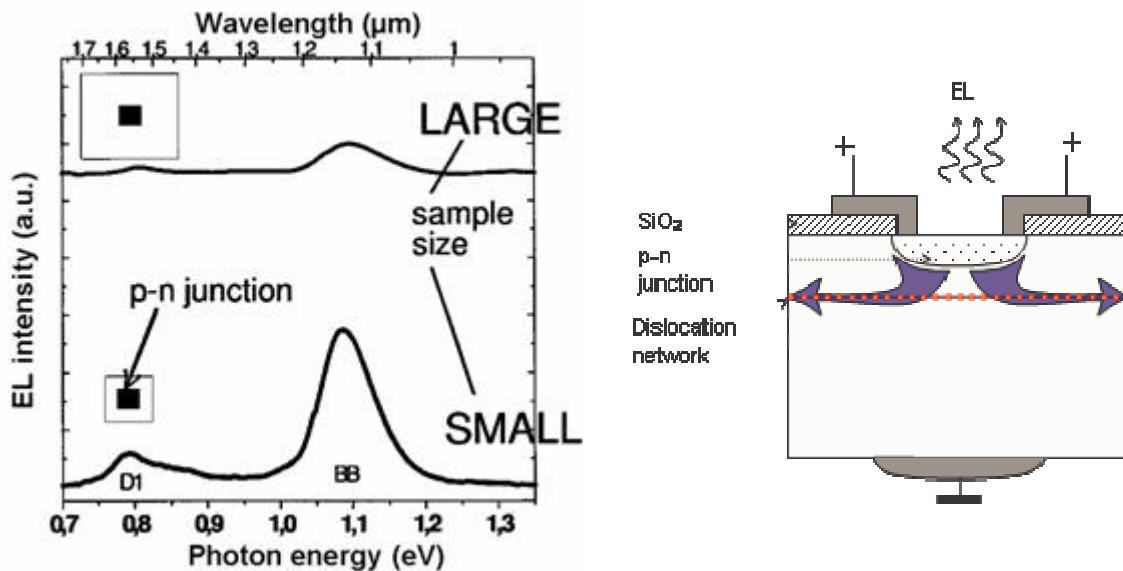 Wavelength (µm)
1,7 1,6 1,5 1,4 1,3 1,2 1,1 1
LARGE
sample
size
p-n junction
SMALL
D1
BB
EL intensity (a.u.)
0,7 0,8 0,9 1,0 1,1 1,2 1,3
Photon energy (eV)
EL
+ +
SiO₂
p-n
junction
Dislocation
network